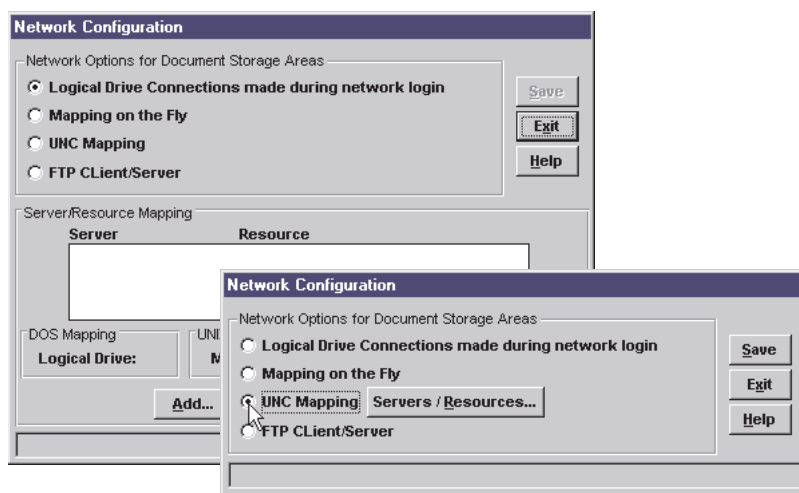 Network Configuration
Network Options for Document Storage Areas
Logical Drive Connections made during network login
Mapping on the Fly
UNC Mapping
FTP CLient/Server
Save
Exit
Help
Server/Resource Mapping
Server Resource
DOS Mapping
Logical Drive:
Add...
Network Configuration
Network Options for Document Storage Areas
Logical Drive Connections made during network login
Mapping on the Fly
UNC Mapping Servers / Resources...
FTP CLient/Server
Save
Exit
Help